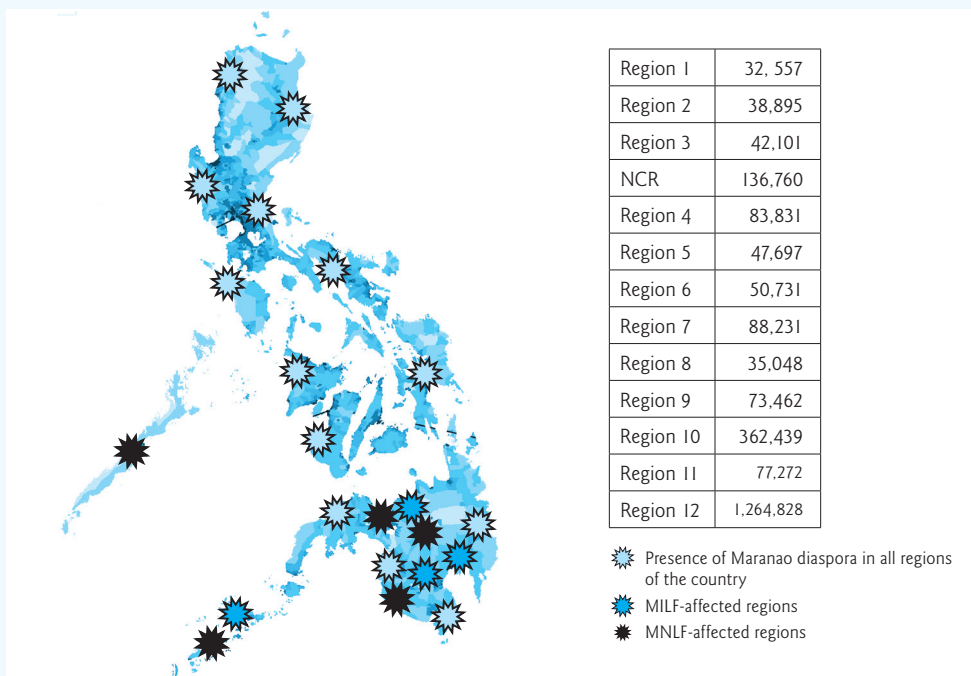 Region 1 32, 557
Region 2 38,895
Region 3 42,101
NCR 136,760
Region 4 83,831
Region 5 47,697
Region 6 50,731
Region 7 88,231
Region 8 35,048
Region 9 73,462
Region 10 362,439
Region 11 77,272
Region 12 1,264,828
Presence of Maranao diaspora in all regions
of the country
MILF-affected regions
MNLF-affected regions